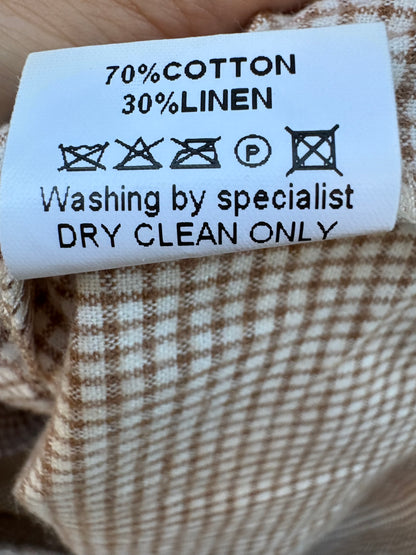 70%COTTON
30%LINEN
P
Washing by specialist
DRY CLEAN ONLY